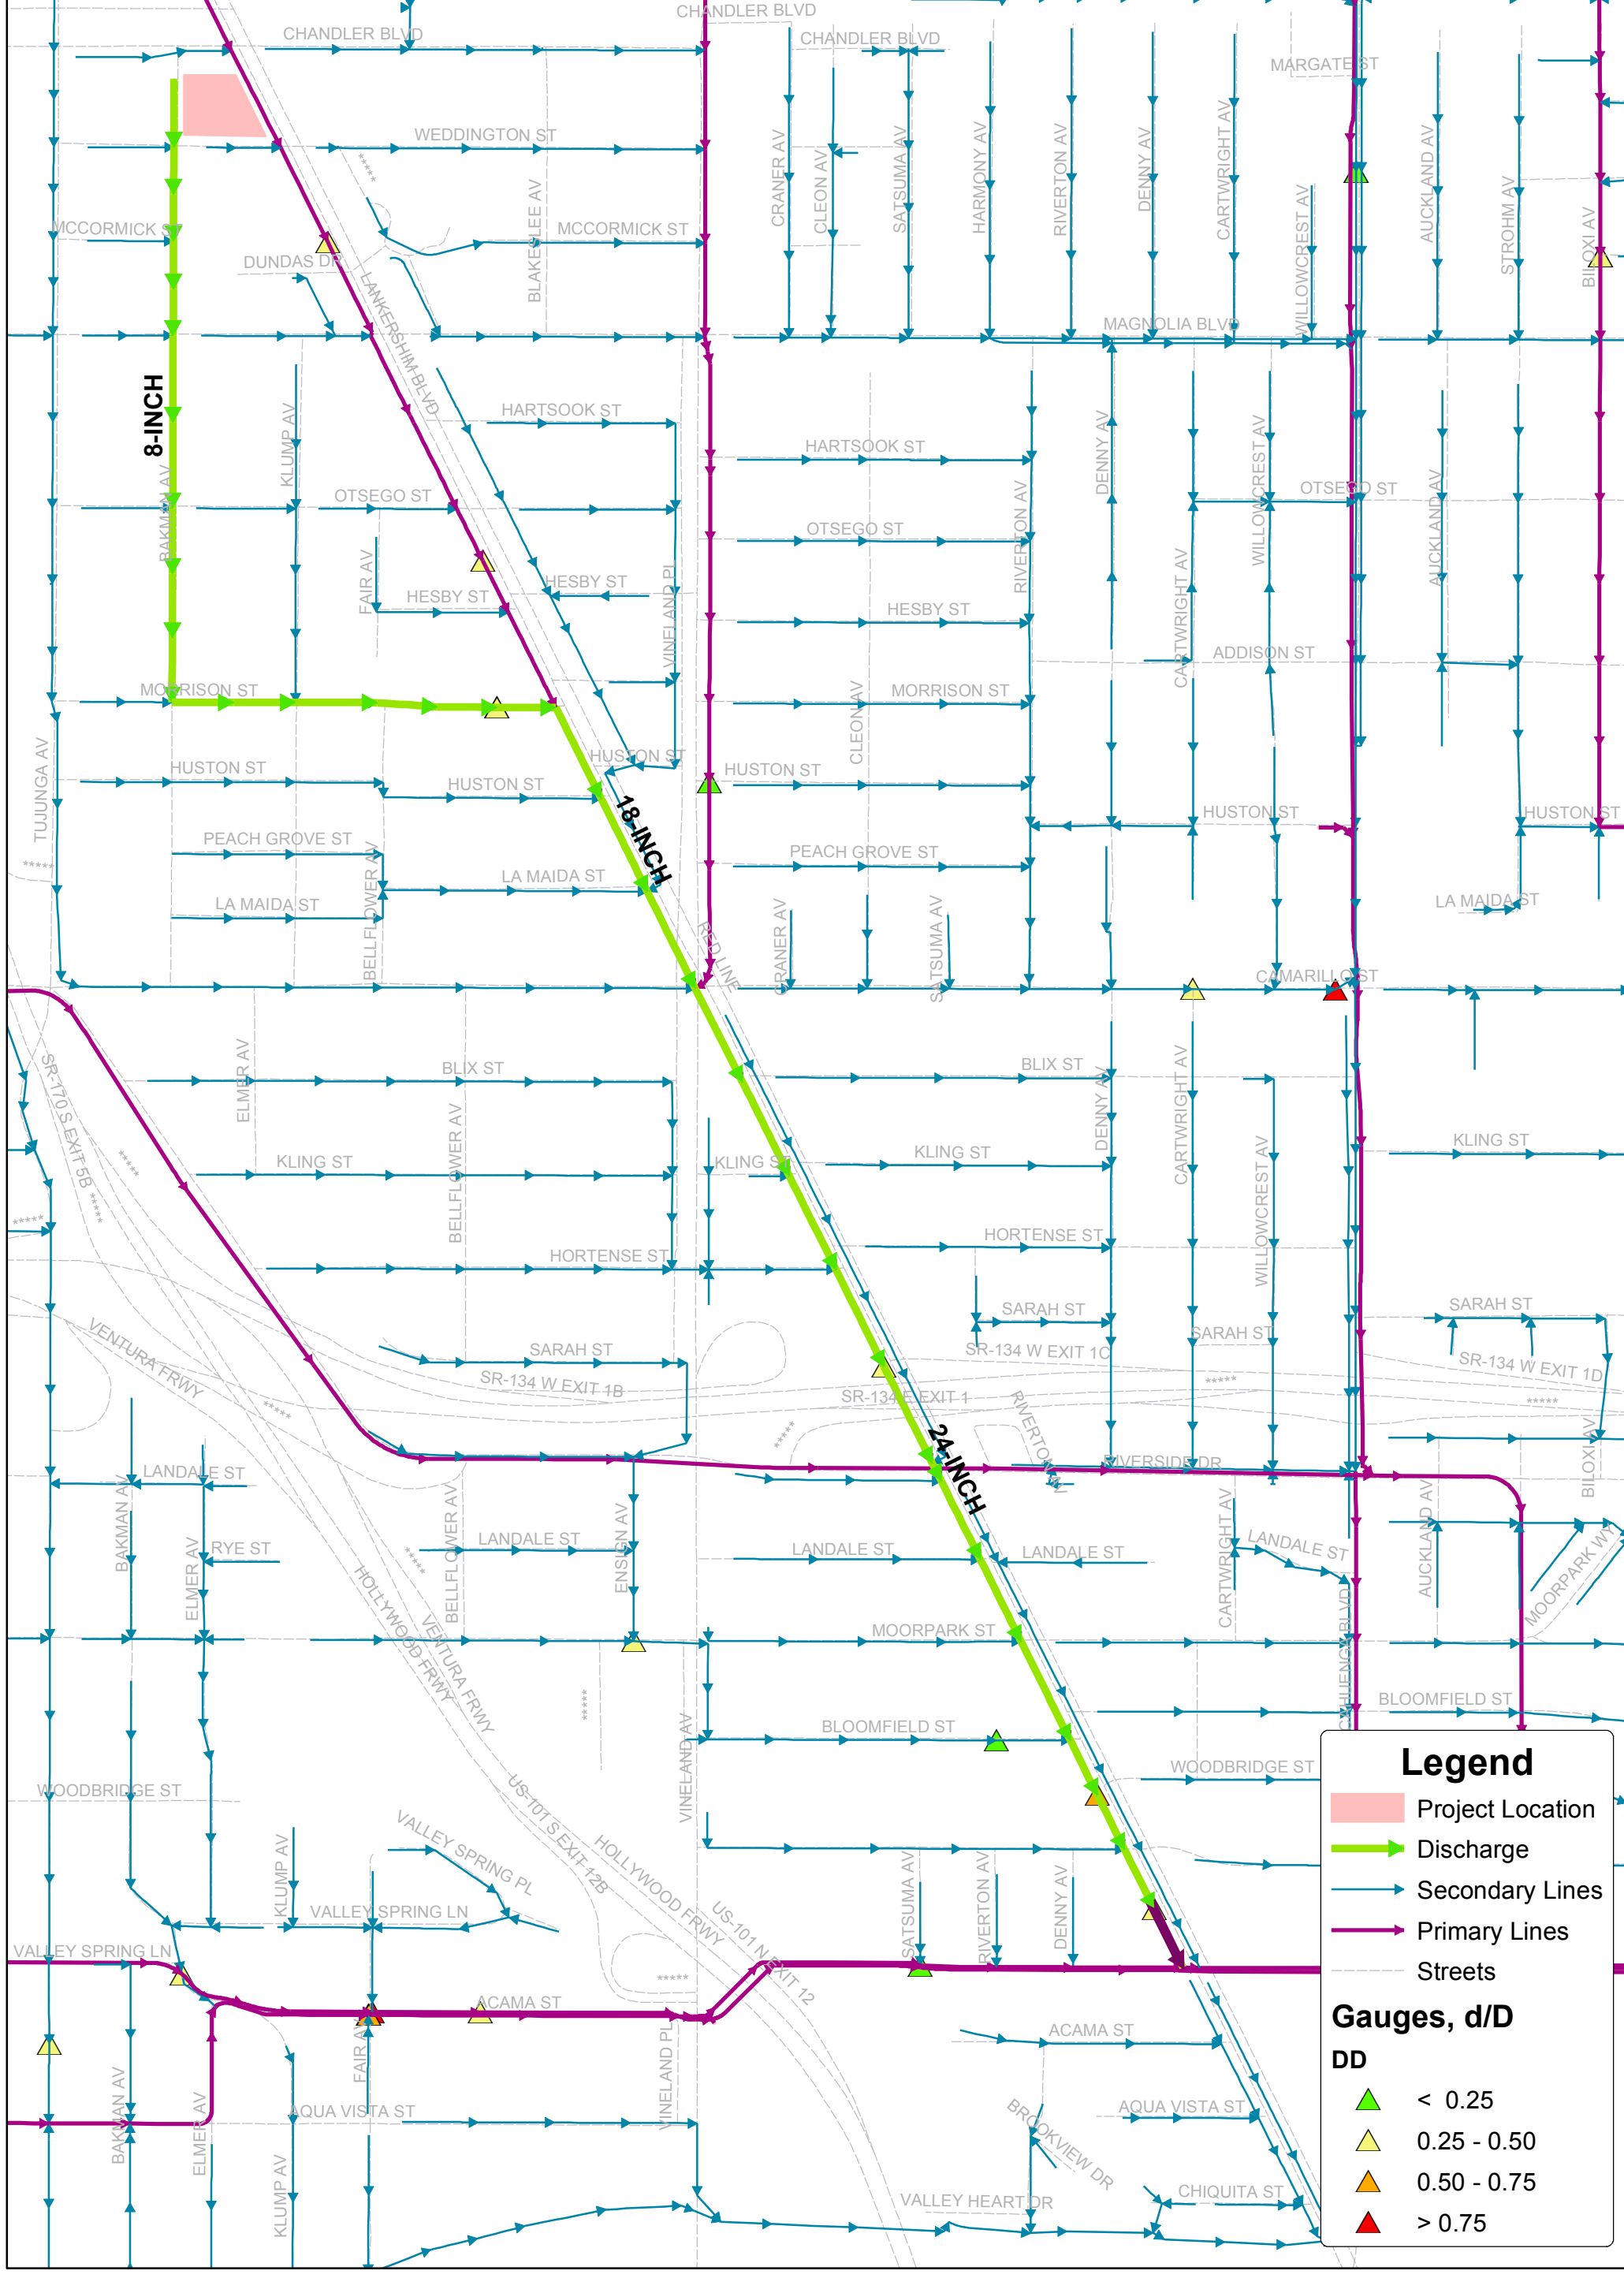 CHANDLER BLVD
CHANDLER BLVD
CHANDLER BLVD
MARGATE ST
WEDDINGTON ST
*****
CRANER AV
CLEON AV
SATSUMA AV
HARMONY AV
RIVERTON AV
DENNY AV
CARTWRIGHT AV
WILLOWCREST AV
AUCKLAND AV
STROHM AV
BILOXI AV
BLAKESLEE AV
MCCORMICK ST
MCCORMICK ST
DUNDAS DR
LANKERSHIM BLVD
MAGNOLIA BLVD
8-INCH
BAKMAN AV
KLUMP AV
HARTSOOK ST
HARTSOOK ST
OTSEGO ST
OTSEGO ST
OTSEGO ST
FAIR AV
HESBY ST
HESBY ST
HESBY ST
VINELAND PL
RIVERTON AV
DENNY AV
CARTWRIGHT AV
WILLOWCREST AV
AUCKLAND AV
ADDISON ST
MORRISON ST
MORRISON ST
CLEON AV
TUJUNGA AV
HUSTON ST
HUSTON ST
HUSTON ST
HUSTON ST
HUSTON ST
HUSTON ST
18-INCH
PEACH GROVE ST
PEACH GROVE ST
*****
LA MAIDA ST
LA MAIDA ST
LA MAIDA ST
BELLFLOWER AV
RED LINE
CRANER AV
SATSUMA AV
CAMARILLO ST
SR-170 S EXIT 5B
*****
*****
*****
ELMER AV
BLIX ST
BLIX ST
BELLFLOWER AV
KLING ST
KLING ST
KLING ST
KLING ST
DENNY AV
CARTWRIGHT AV
WILLOWCREST AV
HORTENSE ST
HORTENSE ST
SARAH ST
SARAH ST
SARAH ST
SARAH ST
VENTURA FRWY
SR-134 W EXIT 1B
SR-134 W EXIT 1C
SR-134 W EXIT 1D
SR-134 E EXIT 1
*****
*****
*****
*****
RIVERTON AV
24-INCH
RIVERSIDE DR
BILOXI AV
LANDALE ST
BAKMAN AV
ELMER AV
RYE ST
BELLFLOWER AV
*****
LANDALE ST
ENSIGN AV
LANDALE ST
LANDALE ST
CARTWRIGHT AV
LANDALE ST
AUCKLAND AV
MOORPARK WY
HOLLYWOOD FRWY
VENTURA FRWY
MOORPARK ST
*****
BLOOMFIELD ST
BLOOMFIELD ST
VINELAND AV
WOODBRIDGE ST
WOODBRIDGE ST
US-101 S EXIT 12B
HOLLYWOOD FRWY
VALLEY SPRING PL
KLUMP AV
VALLEY SPRING LN
VALLEY SPRING LN
US-101 N EXIT 12
*****
SATSUMA AV
RIVERTON AV
DENNY AV
ACAMA ST
ACAMA ST
FAIR AV
VINELAND PL
BAKMAN AV
ELMER AV
KLUMP AV
AQUA VISTA ST
AQUA VISTA ST
BROOKVIEW DR
CHIQUITA ST
VALLEY HEART DR
Legend
Project Location
Discharge
Secondary Lines
Primary Lines
Streets
Gauges, d/D
DD
< 0.25
0.25 - 0.50
0.50 - 0.75
> 0.75